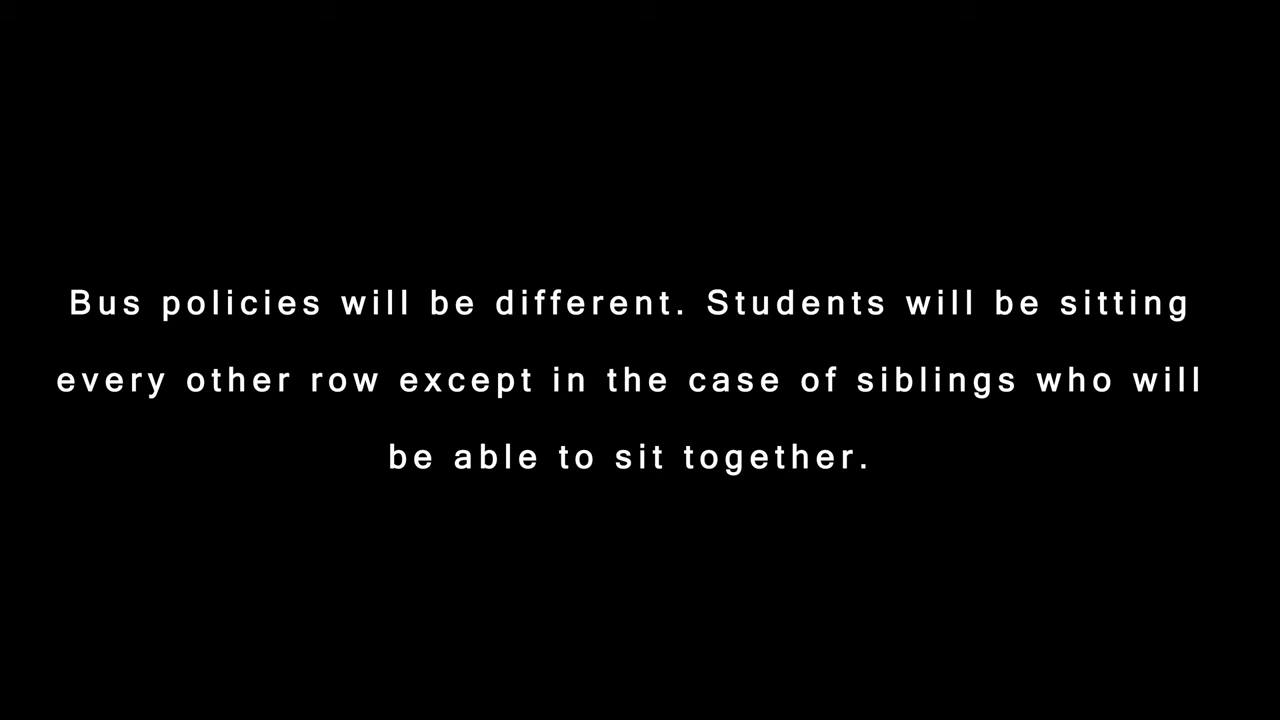 Bus policies will be different. Students will be sitting
every other row except in the case of siblings who will
be able to sit together.